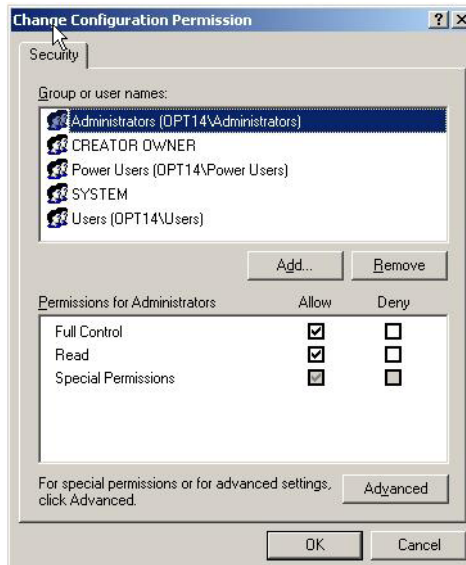 Change Configuration Permission
Security
Group or user names:
Administrators (OPT14\Administrators)
CREATOR OWNER
Power Users (OPT14\Power Users)
SYSTEM
Users (OPT14\Users)
Add...
Remove
Permissions for Administrators
Allow
Deny
Full Control
Read
Special Permissions
For special permissions or for advanced settings,
click Advanced.
Advanced
OK
Cancel